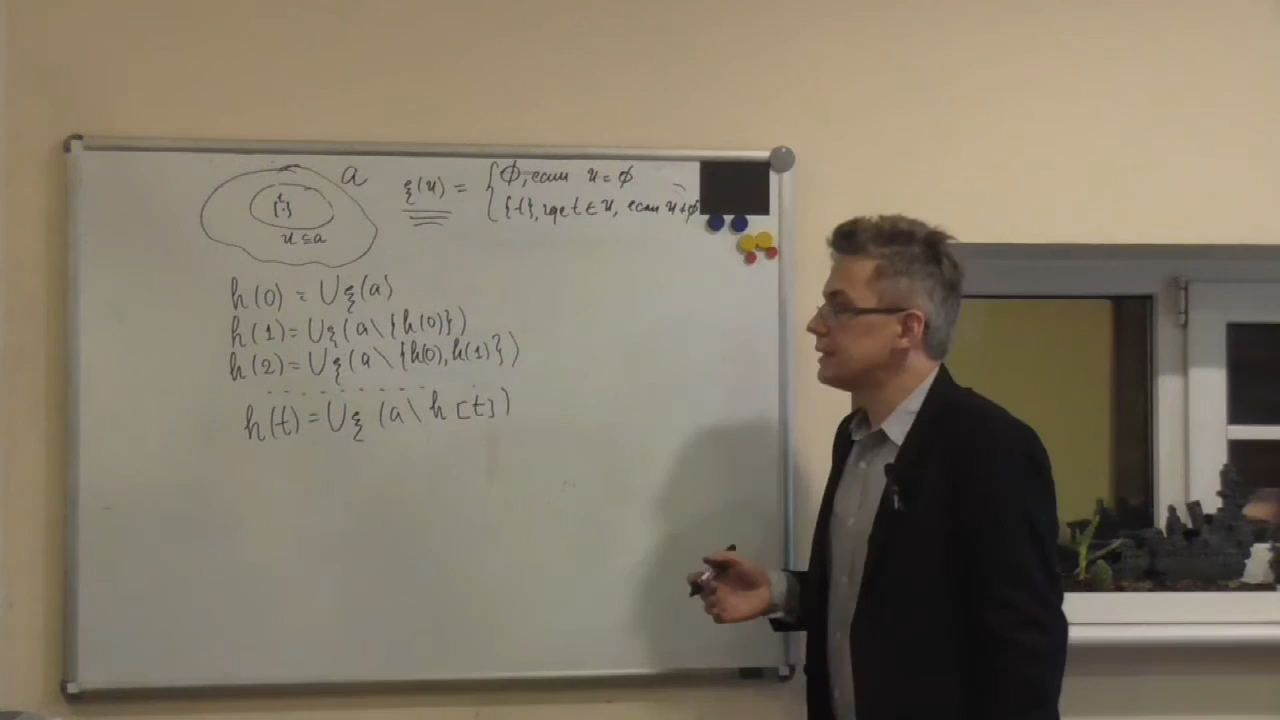 a
t
{·}
u ⊆ a
ξ(u) = { ∅, если u = ∅
{t}, где t ∈ u, если u ≠ ∅
h(0) = ∪ξ(a)
h(1) = ∪ξ(a \ {h(0)})
h(2) = ∪ξ(a \ {h(0), h(1)})
- - - - - - - -
h(t) = ∪ξ (a \ h[t])